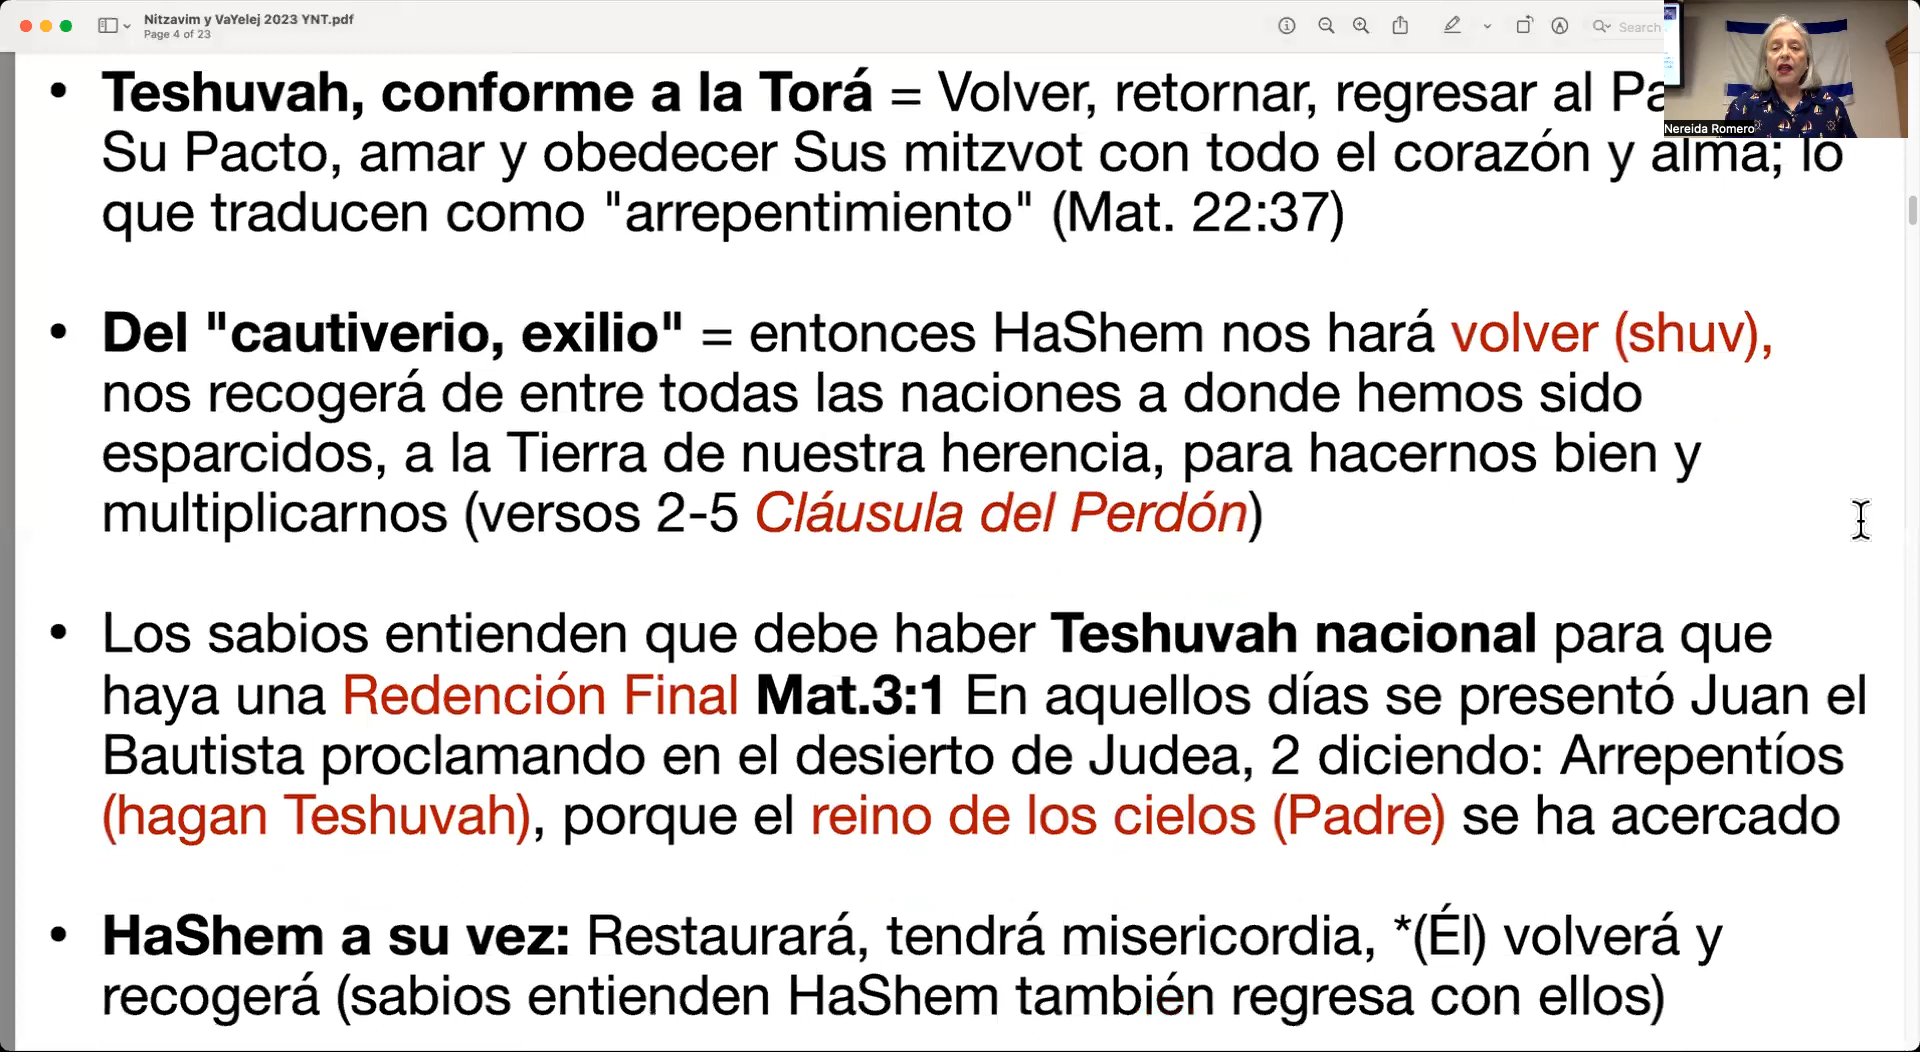 Nitzavim y VaYelej 2023 YNT.pdf
Page 4 of 23
Search
Nereida Romero
• Teshuvah, conforme a la Torá = Volver, retornar, regresar al
Su Pacto, amar y obedecer Sus mitzvot con todo el corazón y alma; lo
que traducen como "arrepentimiento" (Mat. 22:37)
• Del "cautiverio, exilio" = entonces HaShem nos hará volver (shuv),
nos recogerá de entre todas las naciones a donde hemos sido
esparcidos, a la Tierra de nuestra herencia, para hacernos bien y
multiplicarnos (versos 2-5 Cláusula del Perdón)
• Los sabios entienden que debe haber Teshuvah nacional para que
haya una Redención Final Mat.3:1 En aquellos días se presentó Juan el
Bautista proclamando en el desierto de Judea, 2 diciendo: Arrepentíos
(hagan Teshuvah), porque el reino de los cielos (Padre) se ha acercado
• HaShem a su vez: Restaurará, tendrá misericordia, *(Él) volverá y
recogerá (sabios entienden HaShem también regresa con ellos)